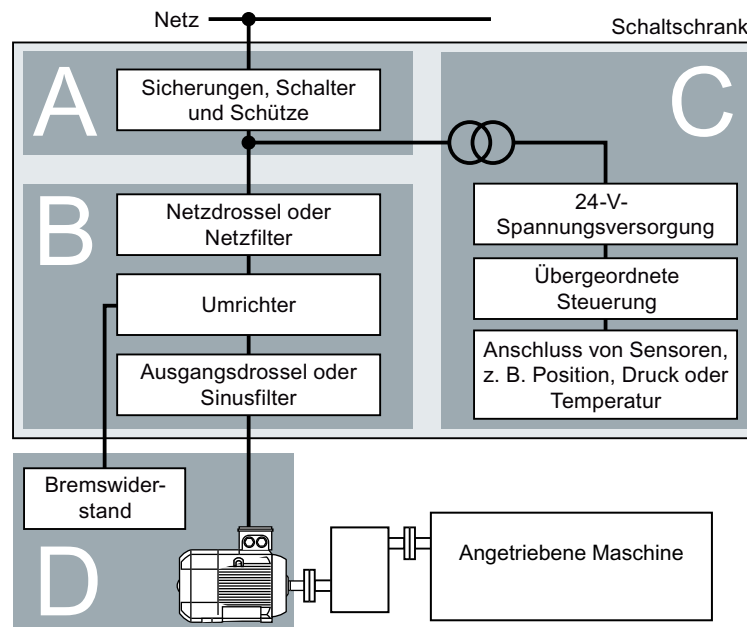 Netz
Schaltschrank
A
Sicherungen, Schalter
und Schütze
C
B
Netzdrossel oder
Netzfilter
24-V-
Spannungsversorgung
Umrichter
Übergeordnete
Steuerung
Ausgangsdrossel oder
Sinusfilter
Anschluss von Sensoren,
z. B. Position, Druck oder
Temperatur
Bremswider-
stand
D
Angetriebene Maschine